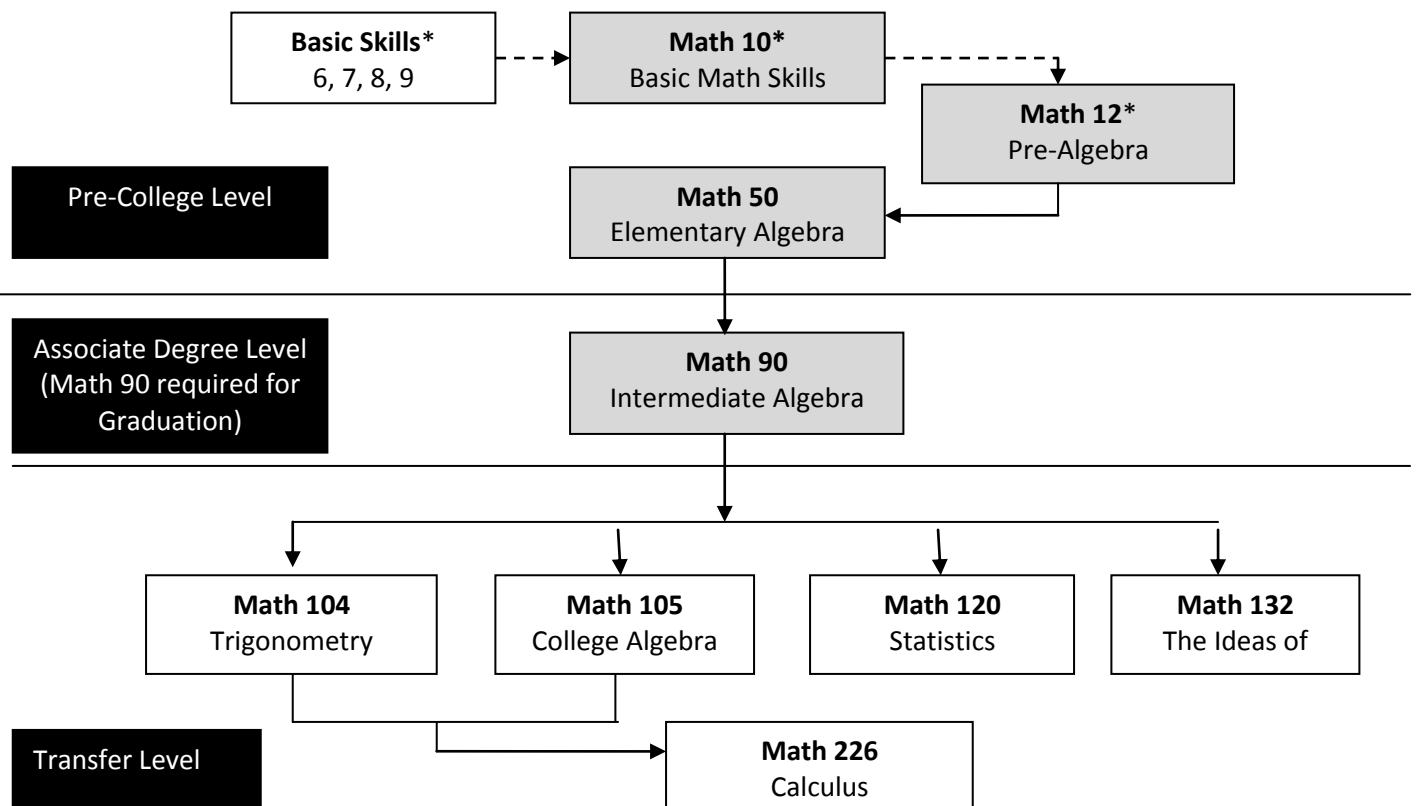 Basic Skills*
6, 7, 8, 9
Math 10*
Basic Math Skills
Math 12*
Pre-Algebra
Pre-College Level
Math 50
Elementary Algebra
Associate Degree Level
(Math 90 required for
Graduation)
Math 90
Intermediate Algebra
Math 104
Trigonometry
Math 105
College Algebra
Math 120
Statistics
Math 132
The Ideas of
Transfer Level
Math 226
Calculus